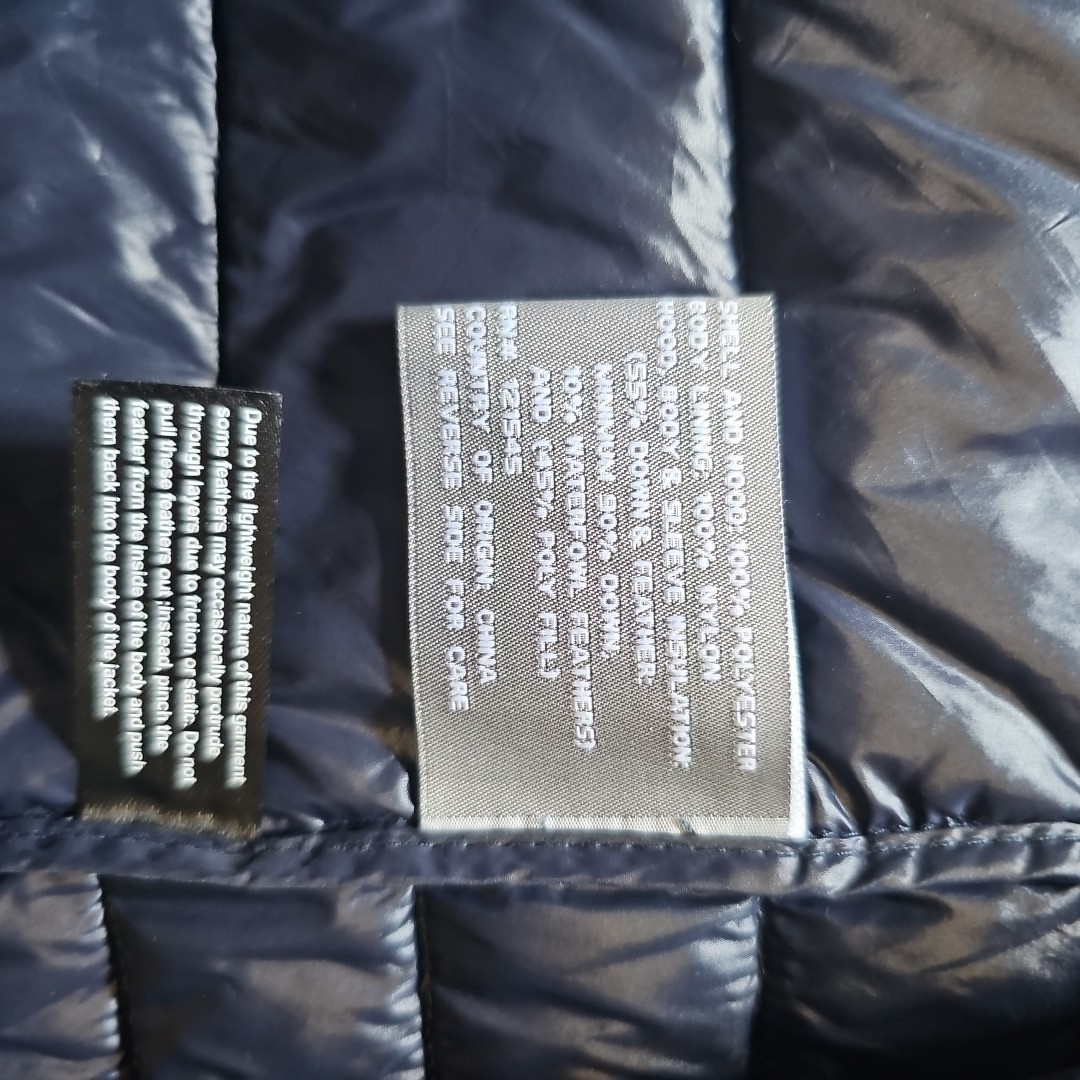 SHELL AND HOOD: 100% POLYESTER
BODY LINING: 100% NYLON
HOOD, BODY & SLEEVE INSULATION:
(55% DOWN & FEATHER:
MINIMUM 90% DOWN,
10% WATERFOWL FEATHERS)
AND (45% POLY FILL)
RN# 121545
COUNTRY OF ORIGIN: CHINA
SEE REVERSE SIDE FOR CARE
Due to the lightweight nature of this garment
some feathers may occasionally protrude
through layers due to friction or static. Do not
pull these feathers out ;instead, pinch the
feather from the inside of the body and push
them back into the body of the jacket.